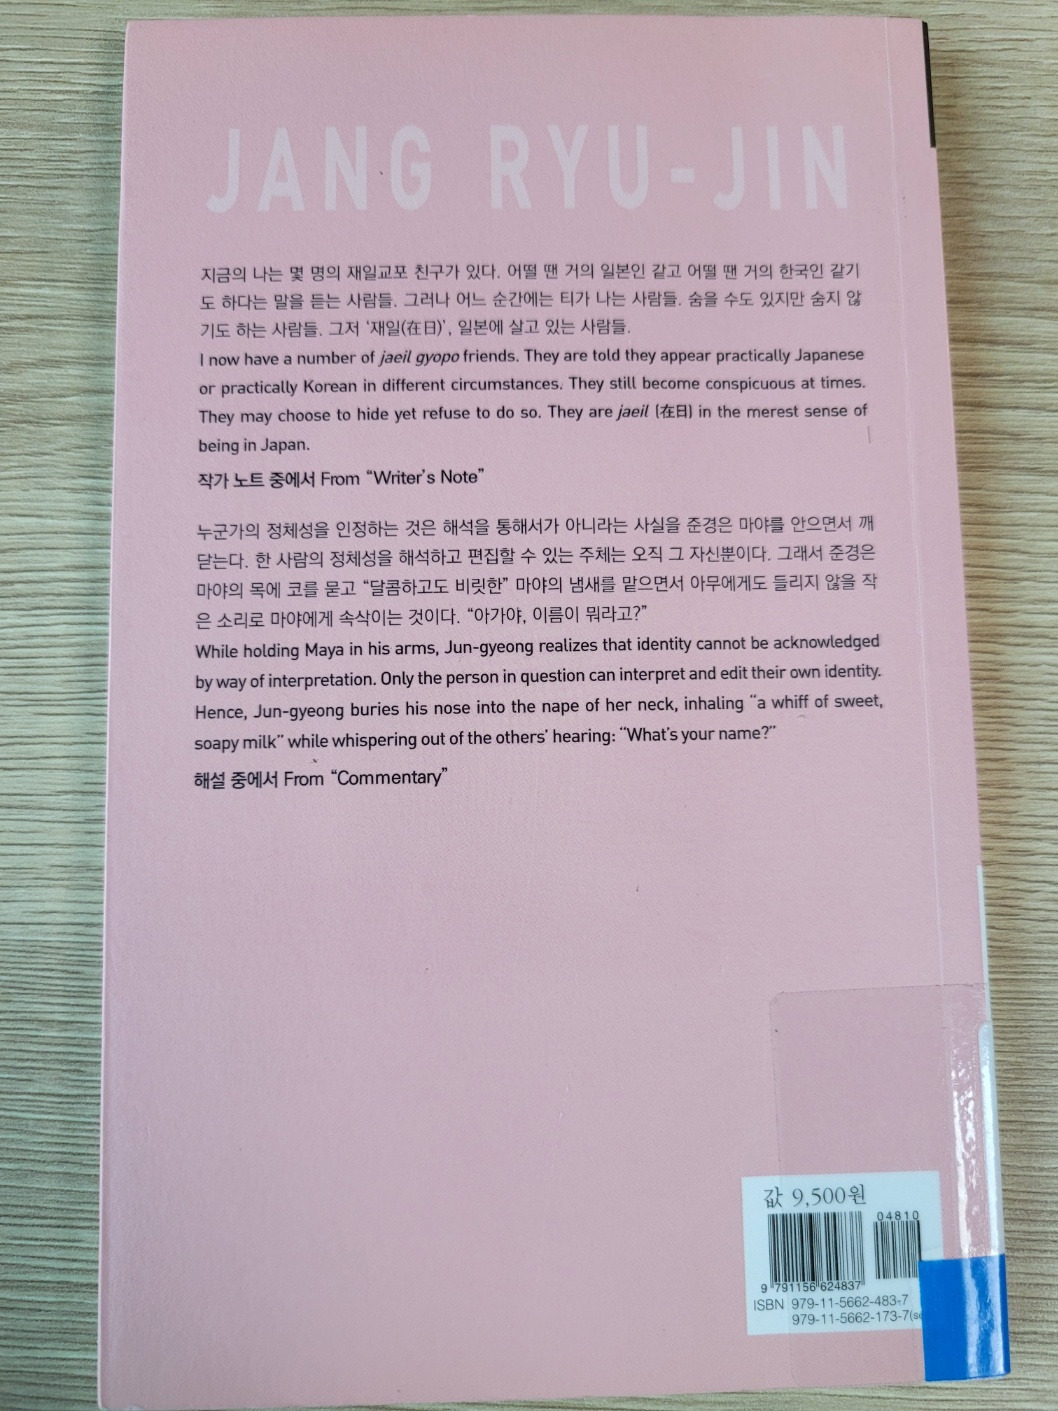 JANG RYU-JIN
지금의 나는 몇 명의 재일교포 친구가 있다. 어떨 땐 거의 일본인 같고 어떨 땐 거의 한국인 같기
도 하다는 말을 듣는 사람들. 그러나 어느 순간에는 티가 나는 사람들. 숨을 수도 있지만 숨지 않
기도 하는 사람들. 그저 ‘재일(在日)’, 일본에 살고 있는 사람들.
I now have a number of jaeil gyopo friends. They are told they appear practically Japanese
or practically Korean in different circumstances. They still become conspicuous at times.
They may choose to hide yet refuse to do so. They are jaeil (在日) in the merest sense of
being in Japan.
작가 노트 중에서 From “Writer’s Note”
누군가의 정체성을 인정하는 것은 해석을 통해서가 아니라는 사실을 준경은 마야를 안으면서 깨
닫는다. 한 사람의 정체성을 해석하고 편집할 수 있는 주체는 오직 그 자신뿐이다. 그래서 준경은
마야의 목에 코를 묻고 “달콤하고도 비릿한” 마야의 냄새를 맡으면서 아무에게도 들리지 않을 작
은 소리로 마야에게 속삭이는 것이다. “아가야, 이름이 뭐라고?”
While holding Maya in his arms, Jun-gyeong realizes that identity cannot be acknowledged
by way of interpretation. Only the person in question can interpret and edit their own identity.
Hence, Jun-gyeong buries his nose into the nape of her neck, inhaling “a whiff of sweet,
soapy milk” while whispering out of the others’ hearing: “What’s your name?”
해설 중에서 From “Commentary”
값 9,500원
04810
9 791156 624837
ISBN 979-11-5662-483-7
979-11-5662-173-7(se